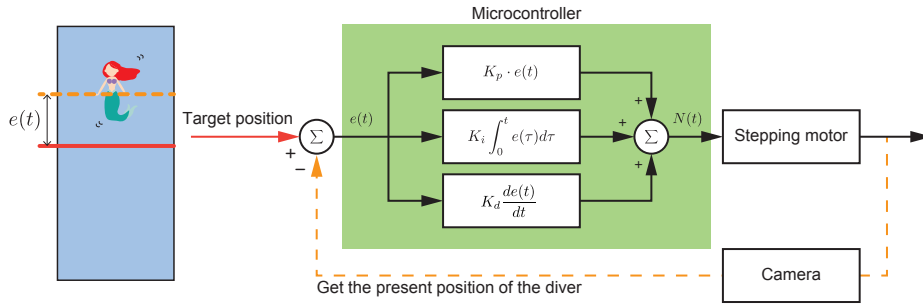 Microcontroller
e(t)
Target position
+
−
Σ
e(t)
K_p · e(t)
K_i ∫_0^t e(τ)dτ
K_d de(t)/dt
+
+
+
Σ
N(t)
Stepping motor
Camera
Get the present position of the diver